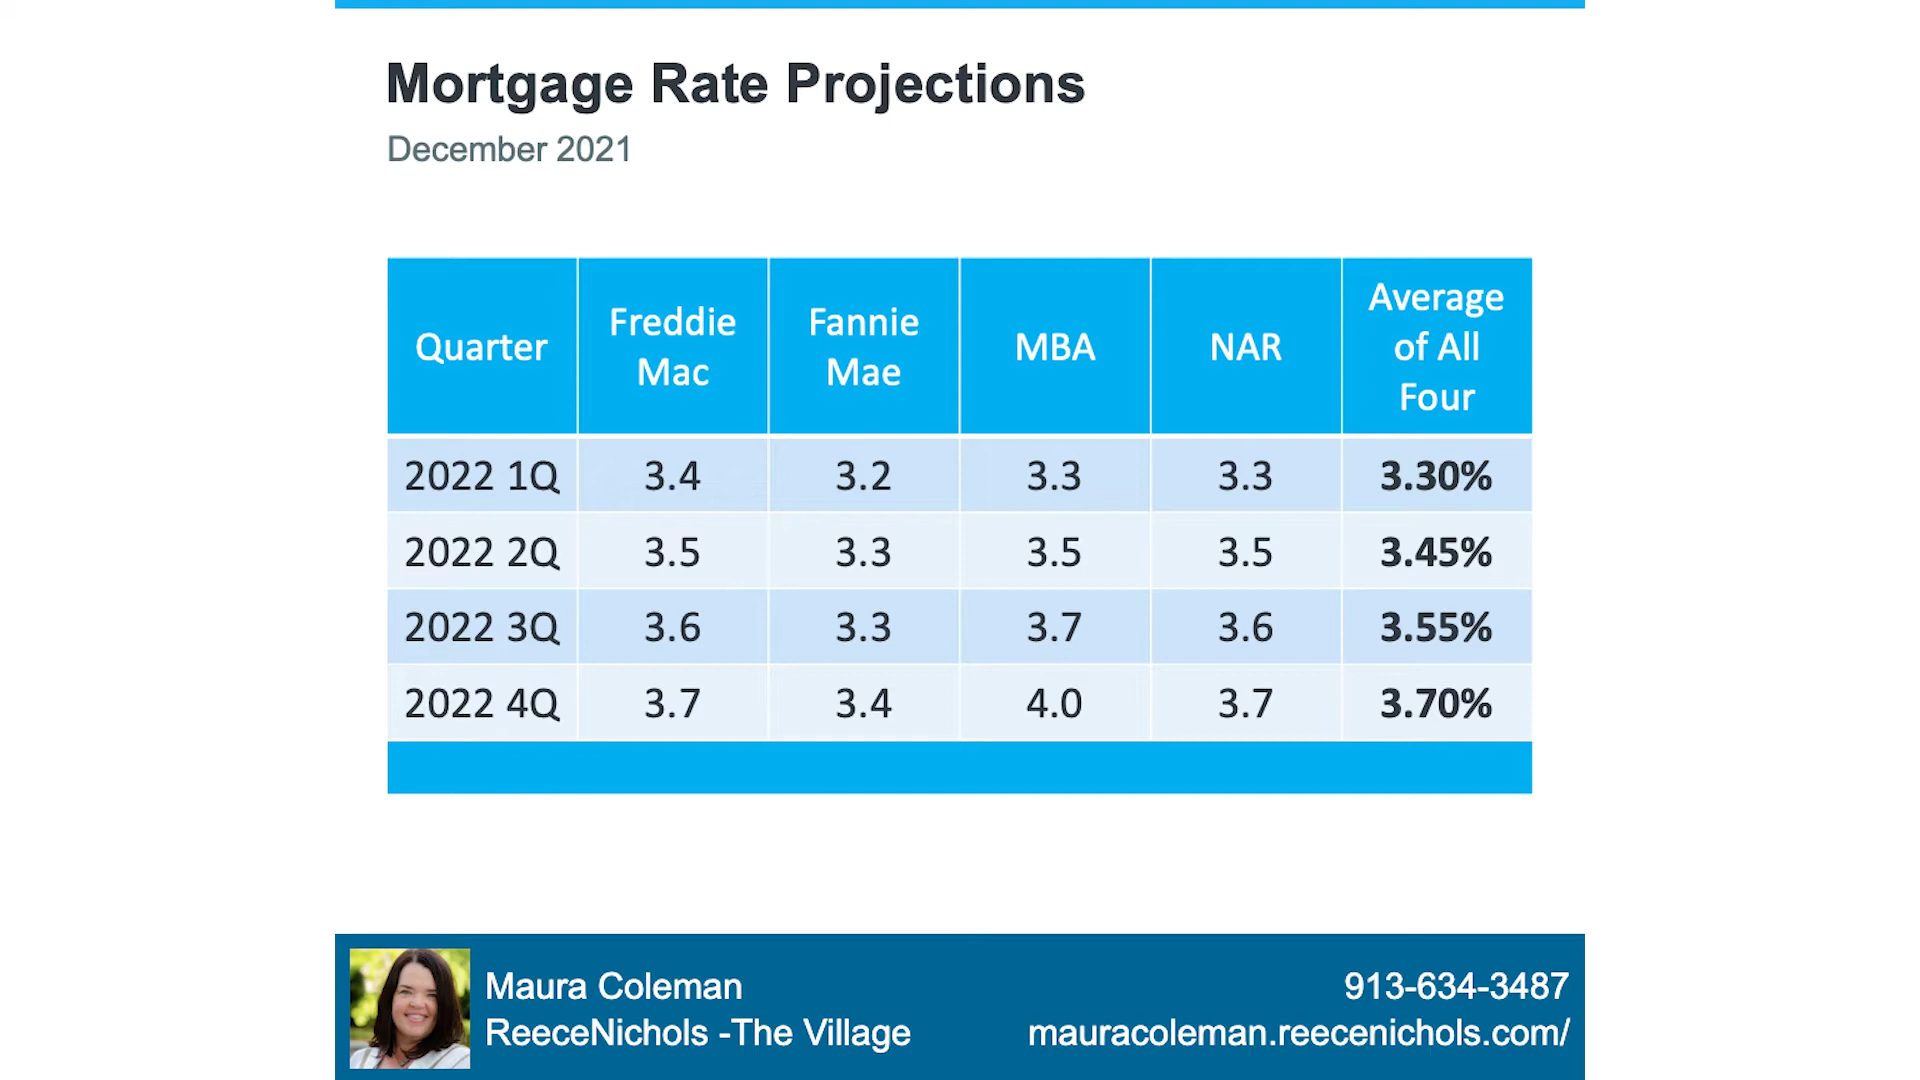 Mortgage Rate Projections
December 2021
Quarter Freddie Mac Fannie Mae MBA NAR Average of All Four
2022 1Q 3.4 3.2 3.3 3.3 3.30%
2022 2Q 3.5 3.3 3.5 3.5 3.45%
2022 3Q 3.6 3.3 3.7 3.6 3.55%
2022 4Q 3.7 3.4 4.0 3.7 3.70%
Maura Coleman 913-634-3487
ReeceNichols -The Village mauracoleman.reecenichols.com/